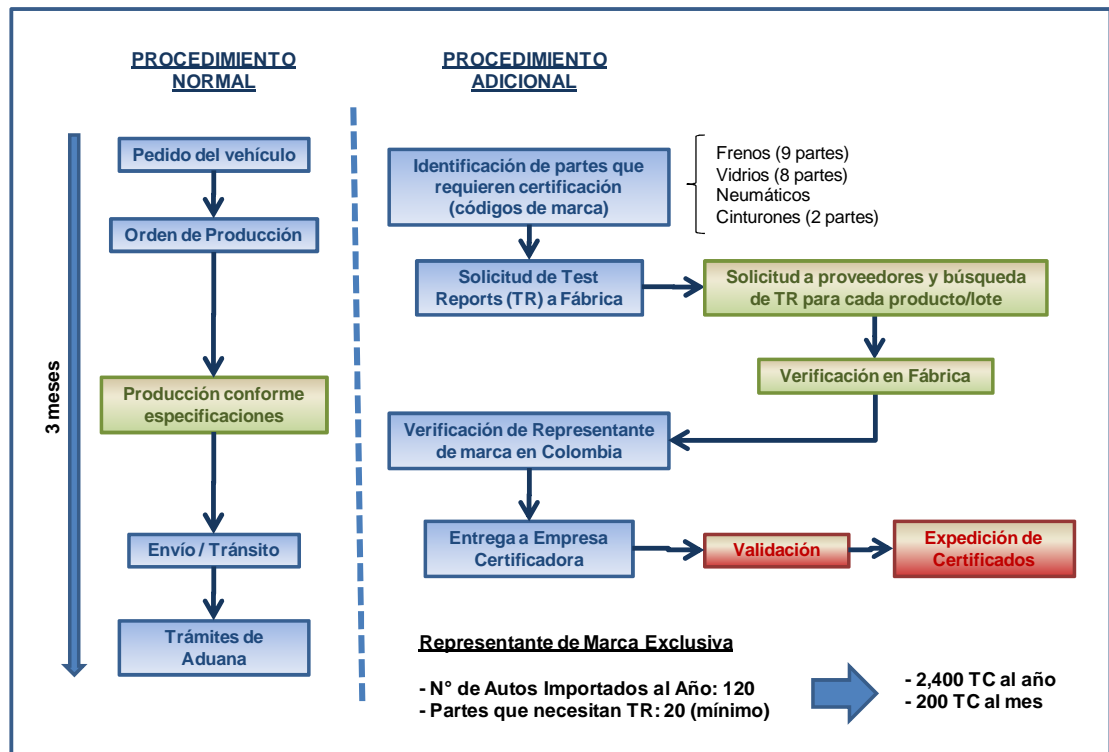 PROCEDIMIENTO
NORMAL
3 meses
Pedido del vehículo
Orden de Producción
Producción conforme
especificaciones
Envío / Tránsito
Trámites de
Aduana
PROCEDIMIENTO
ADICIONAL
Identificación de partes que
requieren certificación
(códigos de marca)
Frenos (9 partes)
Vidrios (8 partes)
Neumáticos
Cinturones (2 partes)
Solicitud de Test
Reports (TR) a Fábrica
Solicitud a proveedores y búsqueda
de TR para cada producto/lote
Verificación en Fábrica
Verificación de Representante
de marca en Colombia
Entrega a Empresa
Certificadora
Validación
Expedición de
Certificados
Representante de Marca Exclusiva
- N° de Autos Importados al Año: 120
- Partes que necesitan TR: 20 (mínimo)
- 2,400 TC al año
- 200 TC al mes